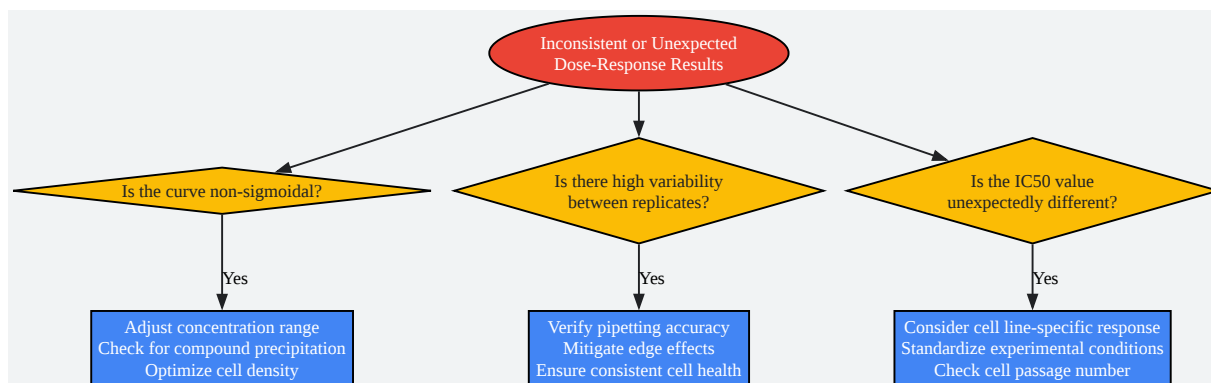 Inconsistent or Unexpected
Dose-Response Results
Is the curve non-sigmoidal?
Is there high variability
between replicates?
Is the IC50 value
unexpectedly different?
Yes
Yes
Yes
Adjust concentration range
Check for compound precipitation
Optimize cell density
Verify pipetting accuracy
Mitigate edge effects
Ensure consistent cell health
Consider cell line-specific response
Standardize experimental conditions
Check cell passage number